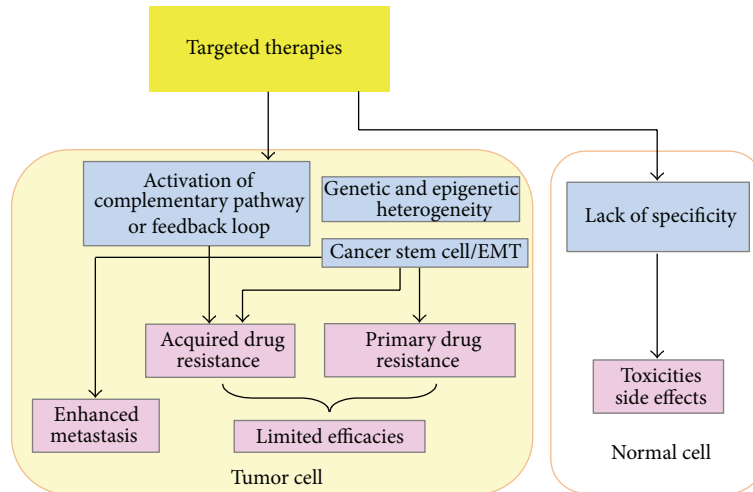 Targeted therapies
Activation of
complementary pathway
or feedback loop
Genetic and epigenetic
heterogeneity
Cancer stem cell/EMT
Lack of specificity
Acquired drug
resistance
Primary drug
resistance
Enhanced
metastasis
Limited efficacies
Toxicities
side effects
Tumor cell
Normal cell